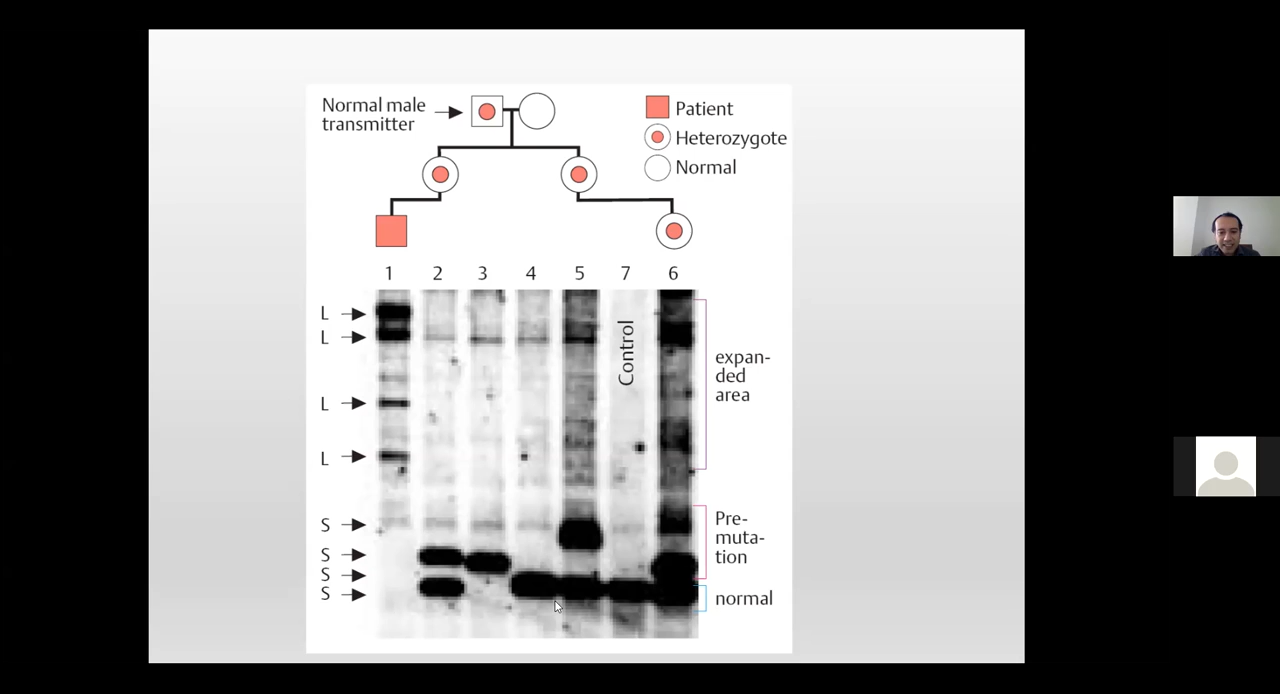 Normal male
transmitter
Patient
Heterozygote
Normal
1 2 3 4 5 7 6
L
L
L
L
S
S
S
S
Control
expan-
ded
area
Pre-
muta-
tion
normal